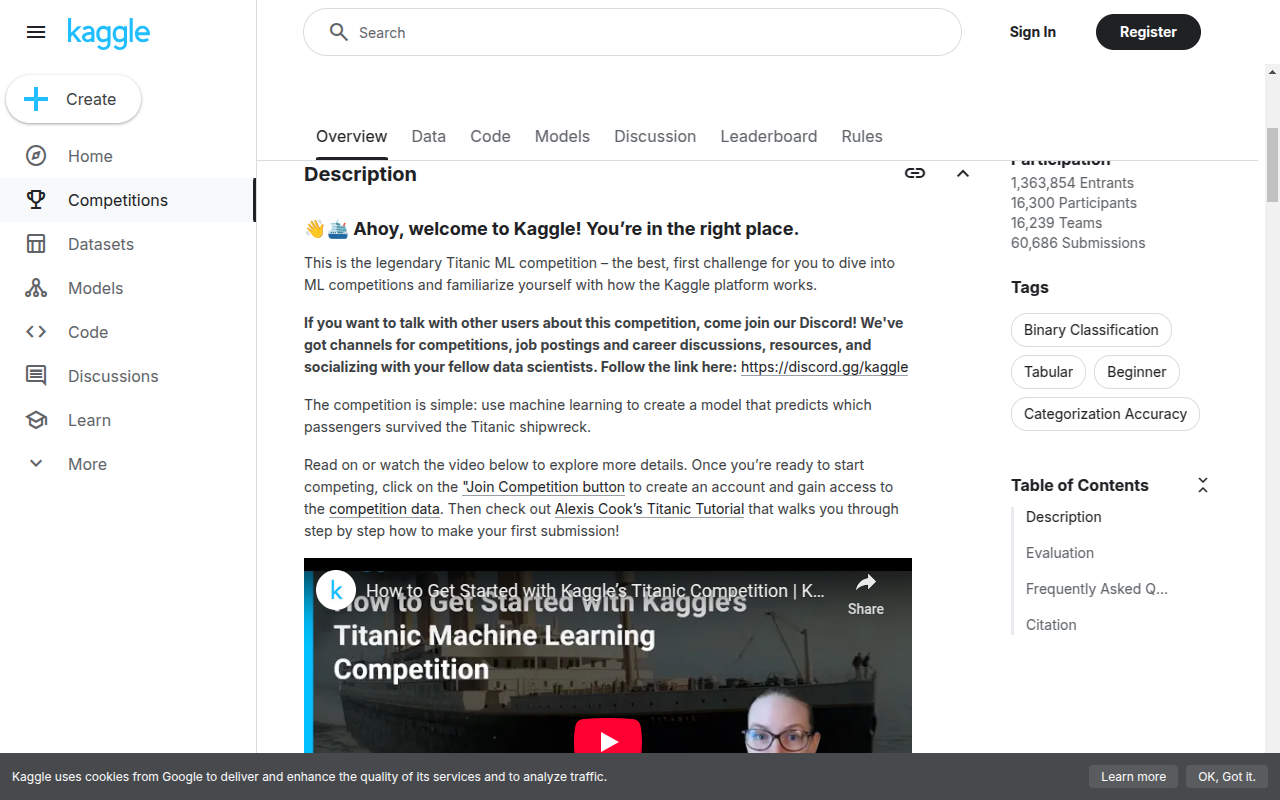 kaggle
Search
Sign In
Register
Create
Home
Competitions
Datasets
Models
Code
Discussions
Learn
More
Overview
Data
Code
Models
Discussion
Leaderboard
Rules
Description
👋🛳️ Ahoy, welcome to Kaggle! You’re in the right place.
This is the legendary Titanic ML competition – the best, first challenge for you to dive into
ML competitions and familiarize yourself with how the Kaggle platform works.
If you want to talk with other users about this competition, come join our Discord! We've
got channels for competitions, job postings and career discussions, resources, and
socializing with your fellow data scientists. Follow the link here: https://discord.gg/kaggle
The competition is simple: use machine learning to create a model that predicts which
passengers survived the Titanic shipwreck.
Read on or watch the video below to explore more details. Once you’re ready to start
competing, click on the "Join Competition button to create an account and gain access to
the competition data. Then check out Alexis Cook’s Titanic Tutorial that walks you through
step by step how to make your first submission!
k
How to Get Started with Kaggle’s Titanic Competition | K...
Share
How to Get Started with Kaggle's
Titanic Machine Learning
Competition
Participation
1,363,854 Entrants
16,300 Participants
16,239 Teams
60,686 Submissions
Tags
Binary Classification
Tabular
Beginner
Categorization Accuracy
Table of Contents
Description
Evaluation
Frequently Asked Q...
Citation
Kaggle uses cookies from Google to deliver and enhance the quality of its services and to analyze traffic.
Learn more
OK, Got it.